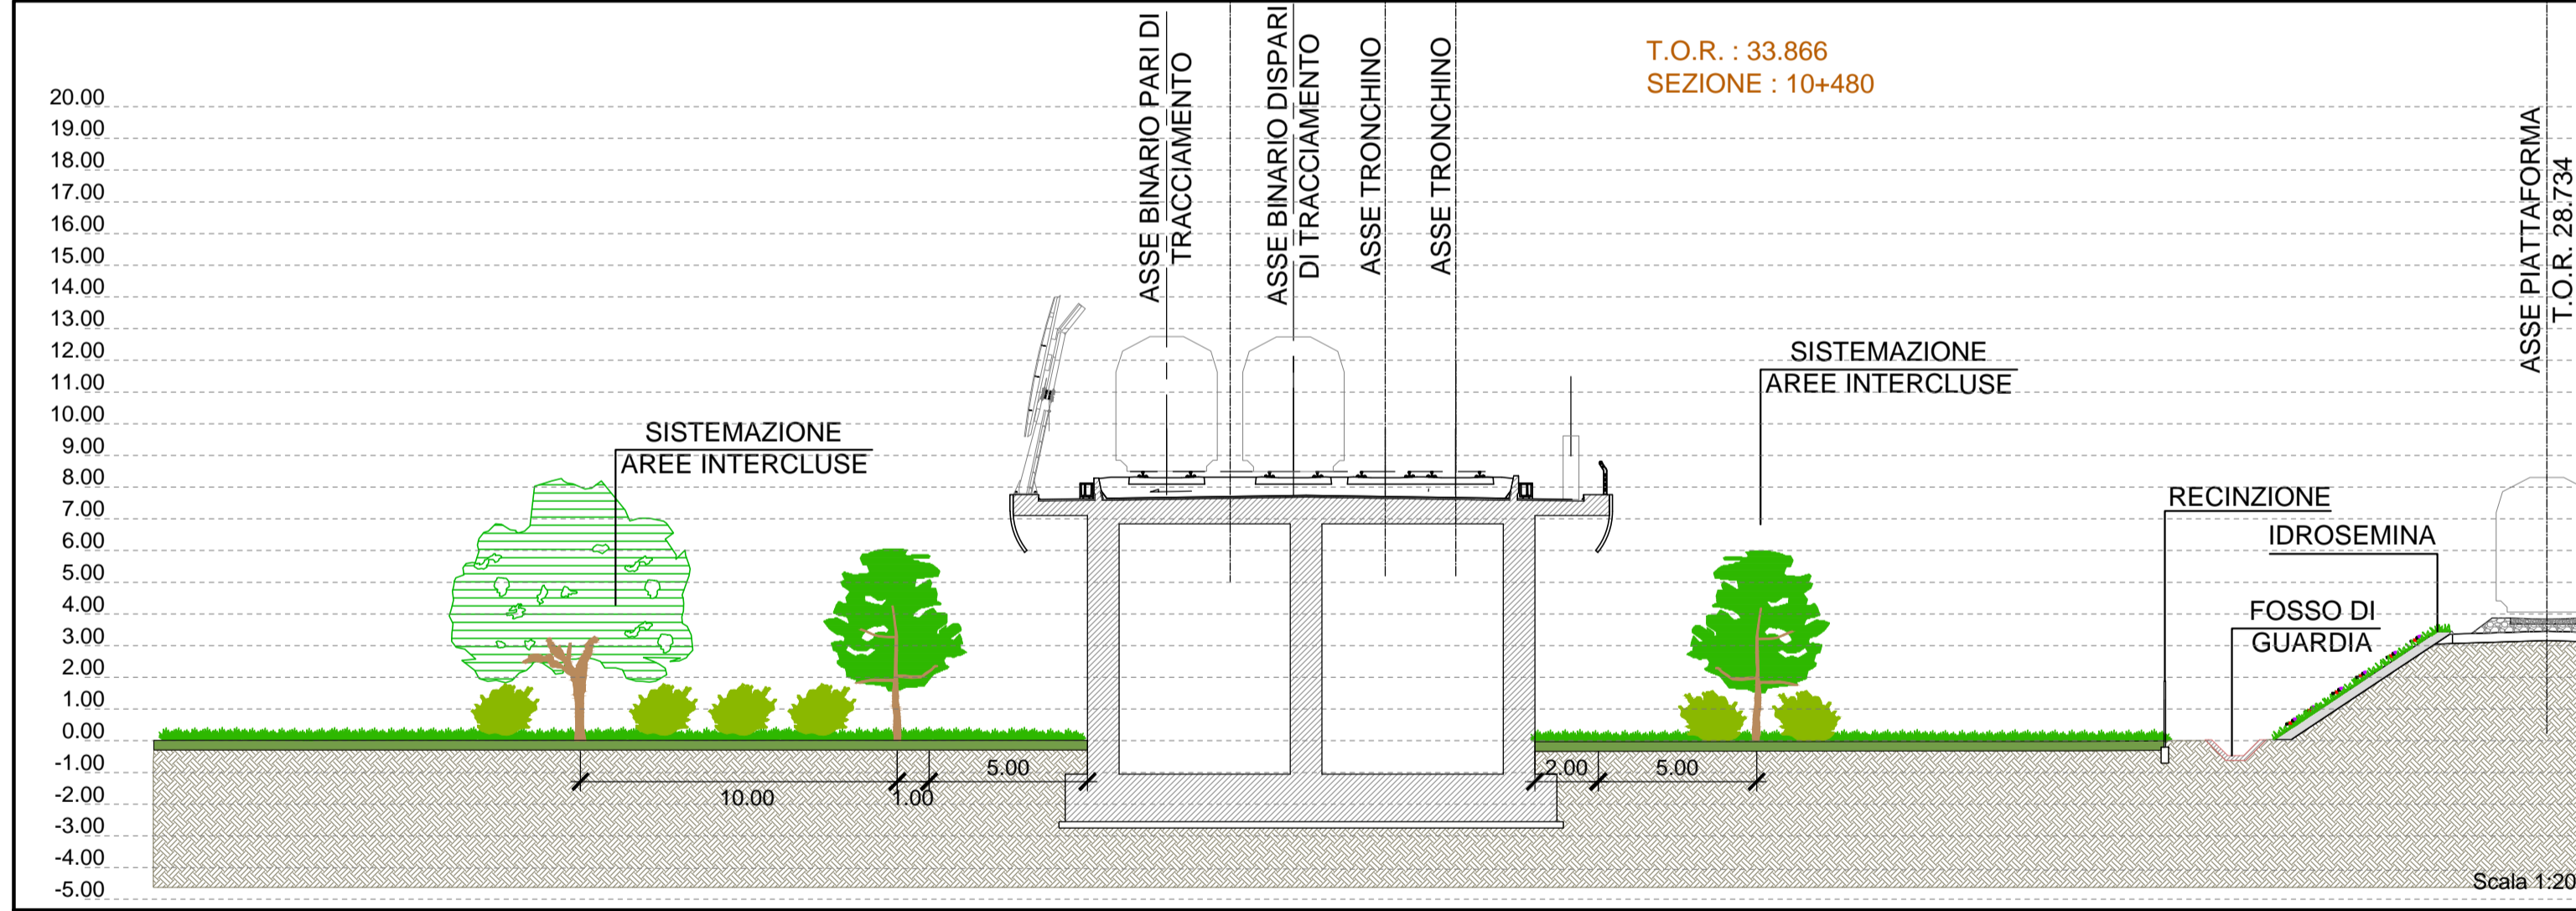 T.O.R. : 33.866
SEZIONE : 10+480
ASSE BINARIO PARI DI
TRACCIAMENTO
ASSE BINARIO DISPARI
DI TRACCIAMENTO
ASSE TRONCHINO
ASSE TRONCHINO
ASSE PIATTAFORMA
T.O.R. 28.734
20.00
19.00
18.00
17.00
16.00
15.00
14.00
13.00
12.00
11.00
10.00
9.00
8.00
7.00
6.00
5.00
4.00
3.00
2.00
1.00
0.00
-1.00
-2.00
-3.00
-4.00
-5.00
SISTEMAZIONE
AREE INTERCLUSE
SISTEMAZIONE
AREE INTERCLUSE
RECINZIONE
IDROSEMINA
FOSSO DI
GUARDIA
10.00
1.00
5.00
2.00
5.00
Scala 1:20